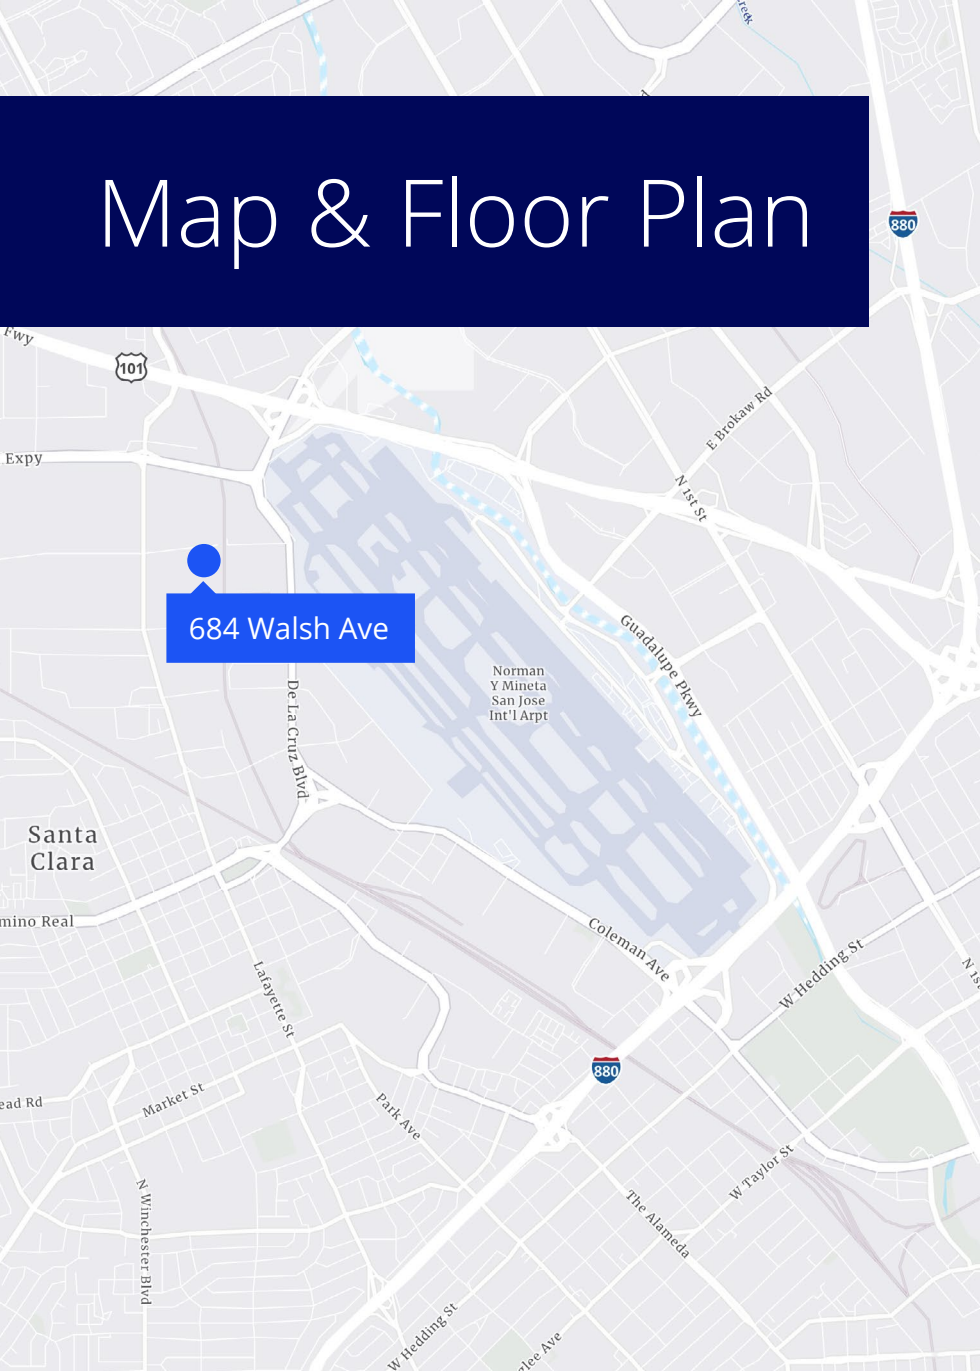 Map & Floor Plan
880
Fwy
101
Expy
E Brokaw Rd
N 1st St
684 Walsh Ave
Guadalupe Pkwy
Norman
Y Mineta
San Jose
Int'l Arpt
De La Cruz Blvd
Santa
Clara
mino Real
Coleman Ave
W Hedding St
Lafayette St
880
ead Rd
Market St
Park Ave
W Taylor St
N Winchester Blvd
The Alameda
W Hedding St
glee Ave